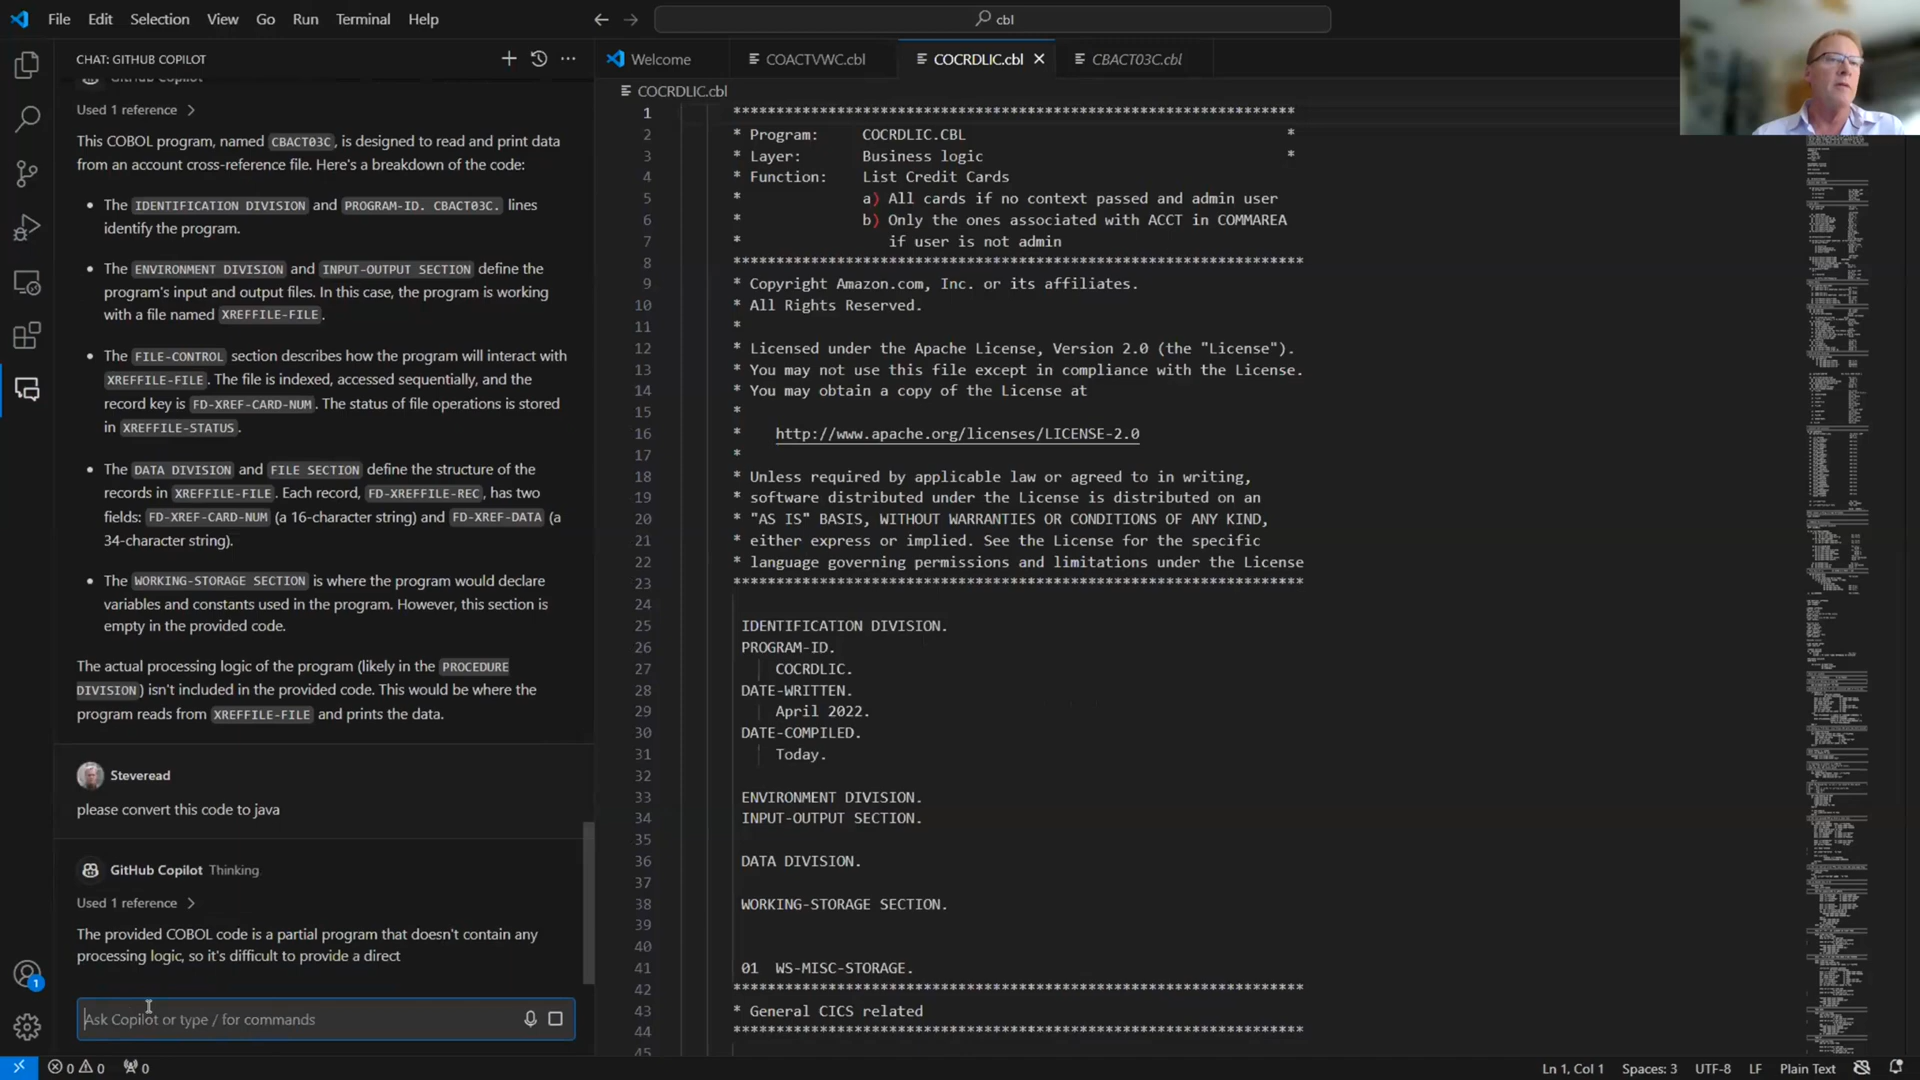 File Edit Selection View Go Run Terminal Help
cbl
CHAT: GITHUB COPILOT
Welcome
COACTVWC.cbl
COCRDLIC.cbl
CBACT03C.cbl
COCRDLIC.cbl
GitHub Copilot
Used 1 reference
This COBOL program, named CBACT03C, is designed to read and print data
from an account cross-reference file. Here's a breakdown of the code:
• The IDENTIFICATION DIVISION and PROGRAM-ID. CBACT03C. lines
identify the program.
• The ENVIRONMENT DIVISION and INPUT-OUTPUT SECTION define the
program's input and output files. In this case, the program is working
with a file named XREFFILE-FILE.
• The FILE-CONTROL section describes how the program will interact with
XREFFILE-FILE. The file is indexed, accessed sequentially, and the
record key is FD-XREF-CARD-NUM. The status of file operations is stored
in XREFFILE-STATUS.
• The DATA DIVISION and FILE SECTION define the structure of the
records in XREFFILE-FILE. Each record, FD-XREFFILE-REC, has two
fields: FD-XREF-CARD-NUM (a 16-character string) and FD-XREF-DATA (a
34-character string).
• The WORKING-STORAGE SECTION is where the program would declare
variables and constants used in the program. However, this section is
empty in the provided code.
The actual processing logic of the program (likely in the PROCEDURE
DIVISION) isn't included in the provided code. This would be where the
program reads from XREFFILE-FILE and prints the data.
Steveread
please convert this code to java
GitHub Copilot Thinking
Used 1 reference
The provided COBOL code is a partial program that doesn't contain any
processing logic, so it's difficult to provide a direct
Ask Copilot or type / for commands
1 *****************************************************************
2 * Program: COCRDLIC.CBL *
3 * Layer: Business logic *
4 * Function: List Credit Cards
5 * a) All cards if no context passed and admin user
6 * b) Only the ones associated with ACCT in COMMAREA
7 * if user is not admin
8 ******************************************************************
9 * Copyright Amazon.com, Inc. or its affiliates.
10 * All Rights Reserved.
11 *
12 * Licensed under the Apache License, Version 2.0 (the "License").
13 * You may not use this file except in compliance with the License.
14 * You may obtain a copy of the License at
15 *
16 * http://www.apache.org/licenses/LICENSE-2.0
17 *
18 * Unless required by applicable law or agreed to in writing,
19 * software distributed under the License is distributed on an
20 * "AS IS" BASIS, WITHOUT WARRANTIES OR CONDITIONS OF ANY KIND,
21 * either express or implied. See the License for the specific
22 * language governing permissions and limitations under the License
23 ******************************************************************
24
25 IDENTIFICATION DIVISION.
26 PROGRAM-ID.
27 COCRDLIC.
28 DATE-WRITTEN.
29 April 2022.
30 DATE-COMPILED.
31 Today.
32
33 ENVIRONMENT DIVISION.
34 INPUT-OUTPUT SECTION.
35
36 DATA DIVISION.
37
38 WORKING-STORAGE SECTION.
39
40
41 01 WS-MISC-STORAGE.
42 ******************************************************************
43 * General CICS related
44 ******************************************************************
45
1
0 0 0
Ln 1, Col 1 Spaces: 3 UTF-8 LF Plain Text